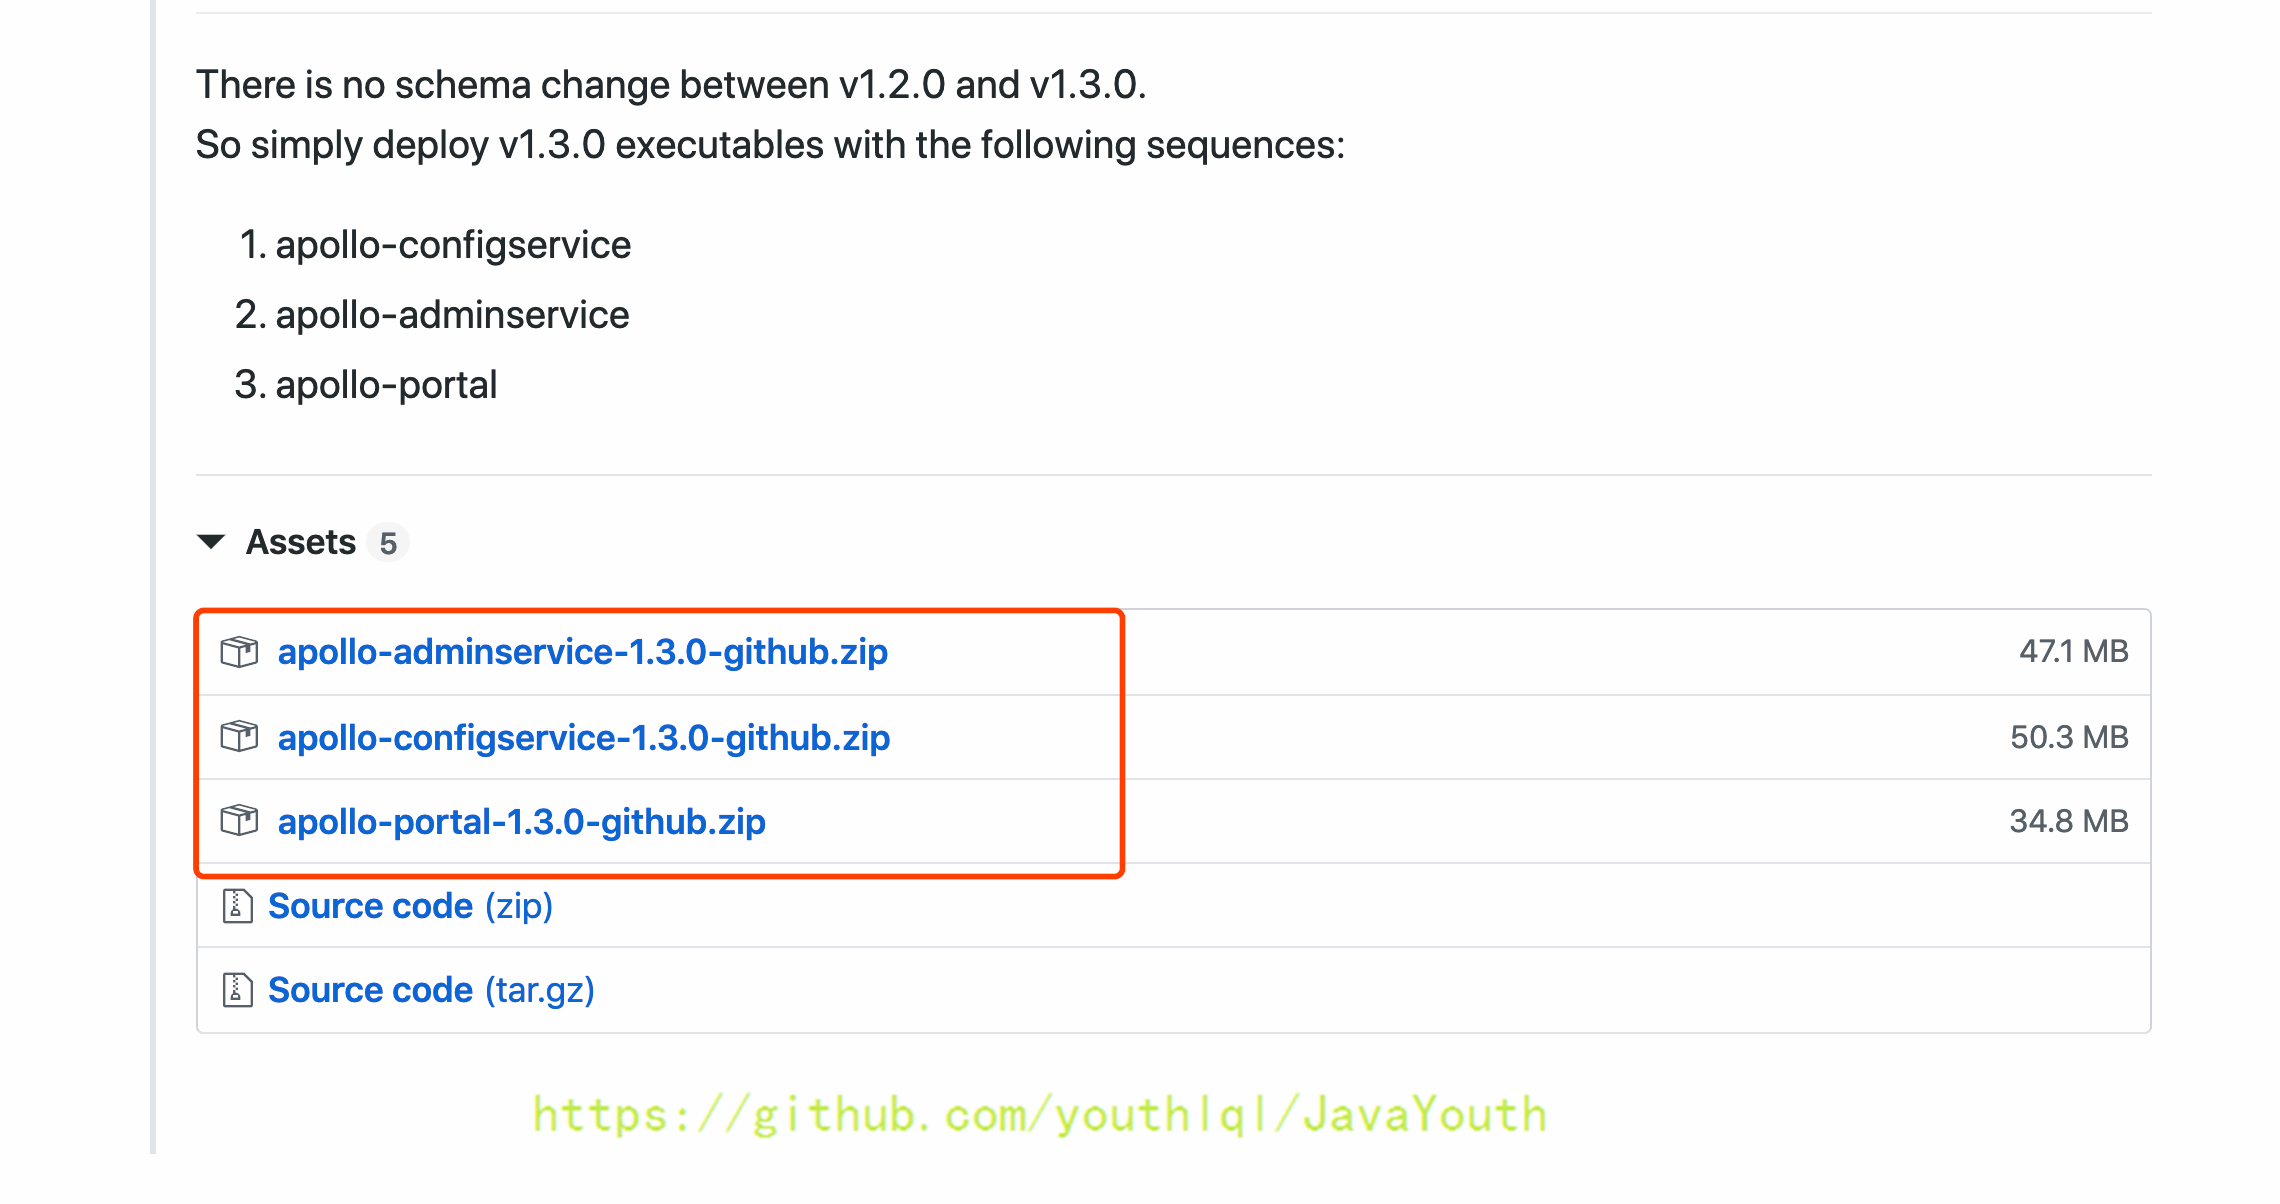 There is no schema change between v1.2.0 and v1.3.0.
So simply deploy v1.3.0 executables with the following sequences:
1. apollo-configservice
2. apollo-adminservice
3. apollo-portal
Assets 5
apollo-adminservice-1.3.0-github.zip 47.1 MB
apollo-configservice-1.3.0-github.zip 50.3 MB
apollo-portal-1.3.0-github.zip 34.8 MB
Source code (zip)
Source code (tar.gz)
https://github.com/youthlql/JavaYouth